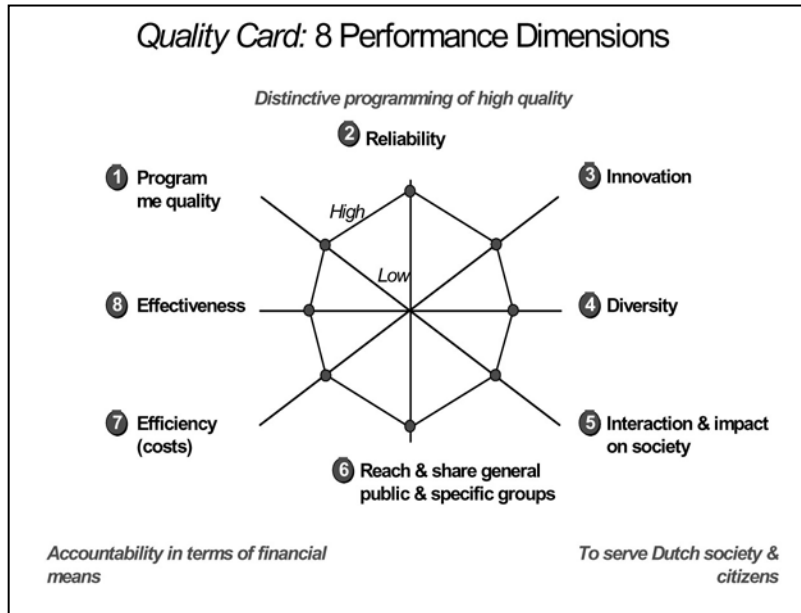 Quality Card: 8 Performance Dimensions
Distinctive programming of high quality
2 Reliability
1 Program
me quality
3 Innovation
High
Low
8 Effectiveness
4 Diversity
7 Efficiency
(costs)
5 Interaction & impact
on society
6 Reach & share general
public & specific groups
Accountability in terms of financial
means
To serve Dutch society &
citizens